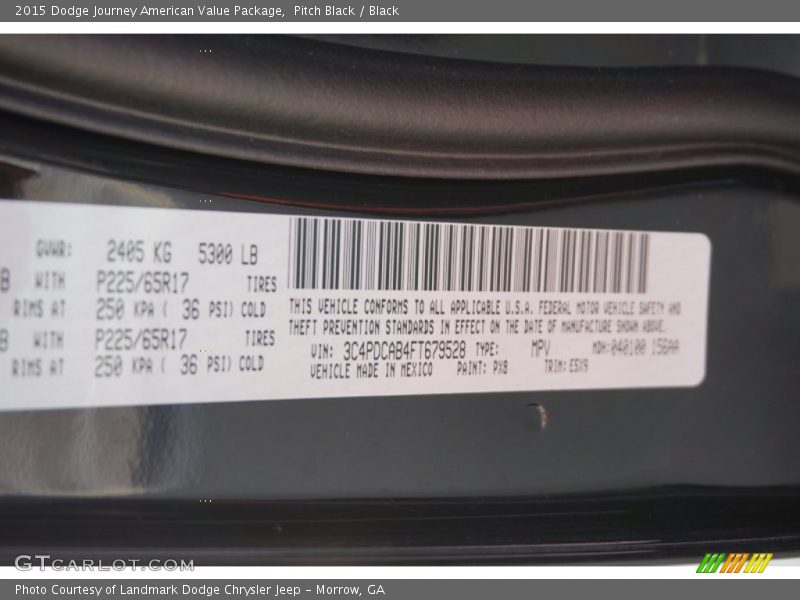 2015 Dodge Journey American Value Package, Pitch Black / Black
GVWR: 2405 KG 5300 LB
B WITH P225/65R17 TIRES
RIMS AT 250 KPA ( 36 PSI) COLD
B WITH P225/65R17 TIRES
RIMS AT 250 KPA ( 36 PSI) COLD
THIS VEHICLE CONFORMS TO ALL APPLICABLE U.S.A. FEDERAL MOTOR VEHICLE SAFETY AND
THEFT PREVENTION STANDARDS IN EFFECT ON THE DATE OF MANUFACTURE SHOWN ABOVE.
VIN: 3C4PDCAB4FT679528 TYPE: MPV MDH: 040100 156AA
VEHICLE MADE IN MEXICO PAINT: PX8 TRIM: E5X9
GTCARLOT.COM
Photo Courtesy of Landmark Dodge Chrysler Jeep – Morrow, GA